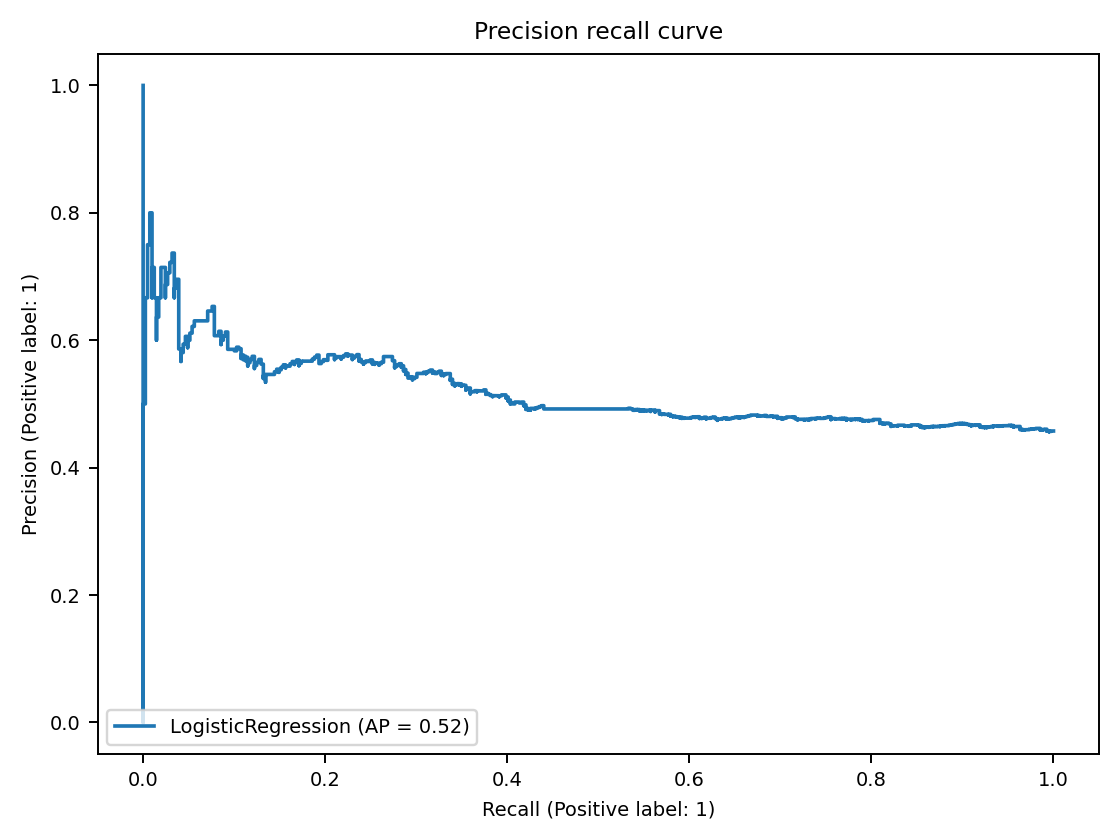 Precision recall curve
1.0
0.8
0.6
0.4
0.2
0.0
Precision (Positive label: 1)
LogisticRegression (AP = 0.52)
0.0 0.2 0.4 0.6 0.8 1.0
Recall (Positive label: 1)